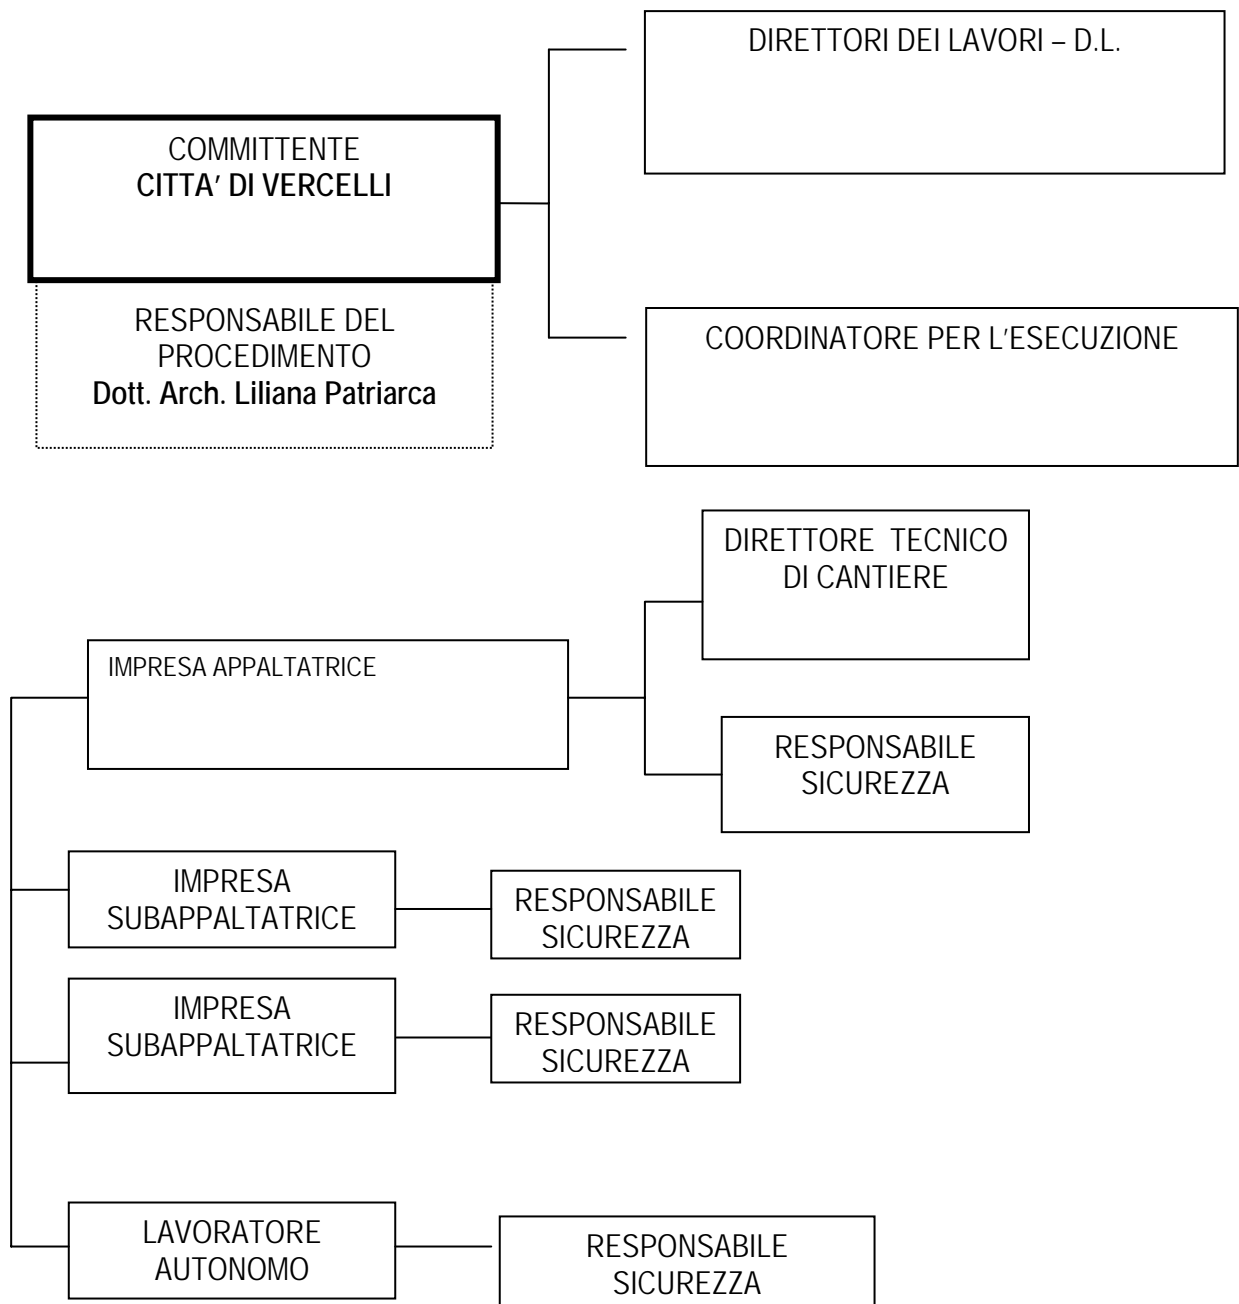 DIRETTORI DEI LAVORI – D.L.
COMMITTENTE
CITTA' DI VERCELLI
RESPONSABILE DEL
PROCEDIMENTO
Dott. Arch. Liliana Patriarca
COORDINATORE PER L'ESECUZIONE
DIRETTORE TECNICO
DI CANTIERE
IMPRESA APPALTATRICE
RESPONSABILE
SICUREZZA
IMPRESA
SUBAPPALTATRICE
RESPONSABILE
SICUREZZA
IMPRESA
SUBAPPALTATRICE
RESPONSABILE
SICUREZZA
LAVORATORE
AUTONOMO
RESPONSABILE
SICUREZZA